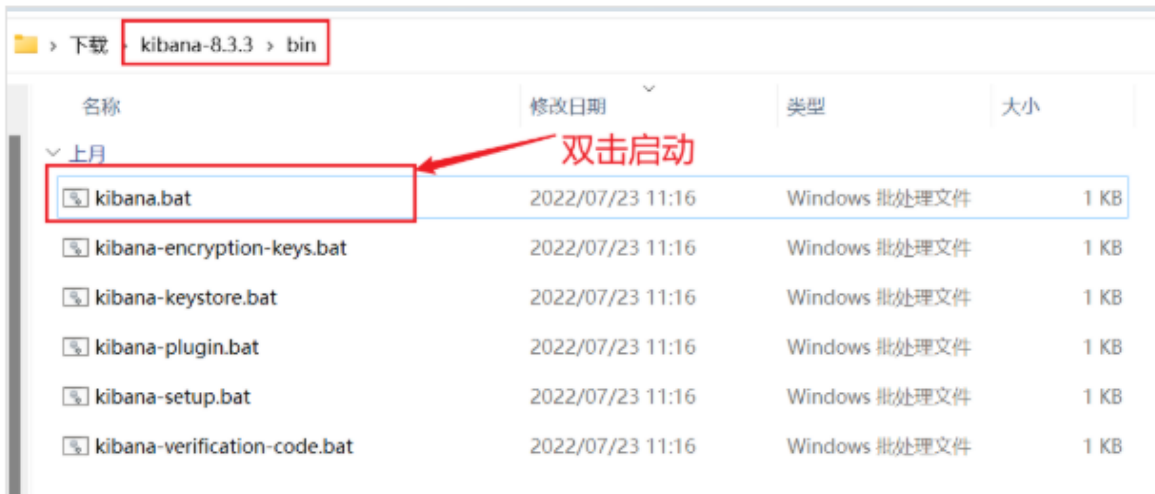 下载 › kibana-8.3.3 › bin
名称 修改日期 类型 大小
上月
双击启动
kibana.bat 2022/07/23 11:16 Windows 批处理文件 1 KB
kibana-encryption-keys.bat 2022/07/23 11:16 Windows 批处理文件 1 KB
kibana-keystore.bat 2022/07/23 11:16 Windows 批处理文件 1 KB
kibana-plugin.bat 2022/07/23 11:16 Windows 批处理文件 1 KB
kibana-setup.bat 2022/07/23 11:16 Windows 批处理文件 1 KB
kibana-verification-code.bat 2022/07/23 11:16 Windows 批处理文件 1 KB